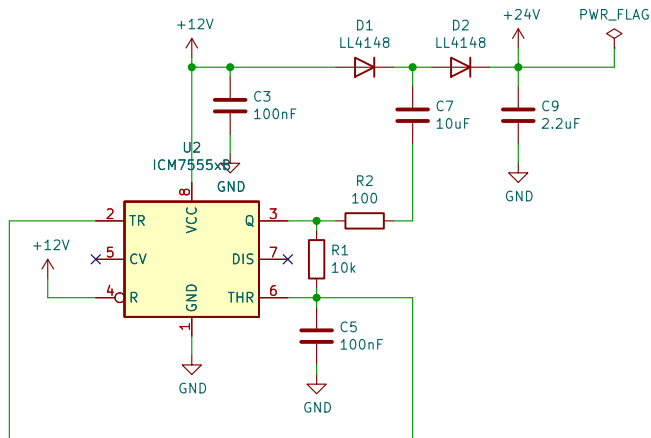 +12V
D1
LL4148
D2
LL4148
+24V
PWR_FLAG
C3
100nF
C7
10uF
C9
2.2uF
U2
ICM7555xB
GND
GND
8
VCC
R2
100
2
TR
Q
3
+12V
5
CV
DIS
7
R1
10k
4
R
GND
THR
6
1
C5
100nF
GND
GND